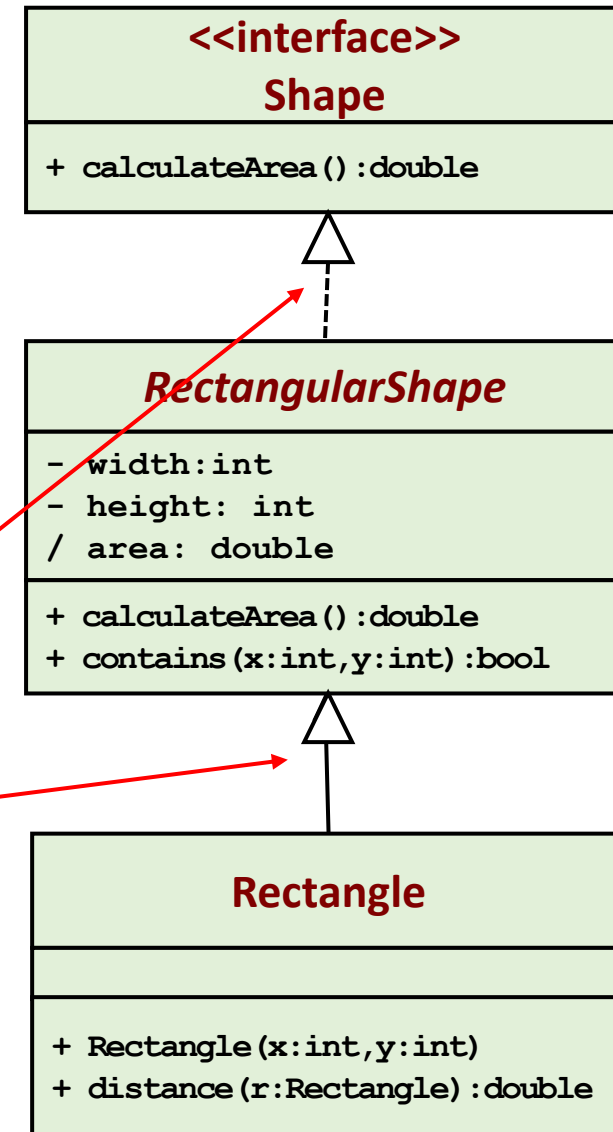 <<interface>>
Shape
+ calculateArea():double
RectangularShape
- width:int
- height: int
/ area: double
+ calculateArea():double
+ contains(x:int,y:int):bool
Rectangle
+ Rectangle(x:int,y:int)
+ distance(r:Rectangle):double